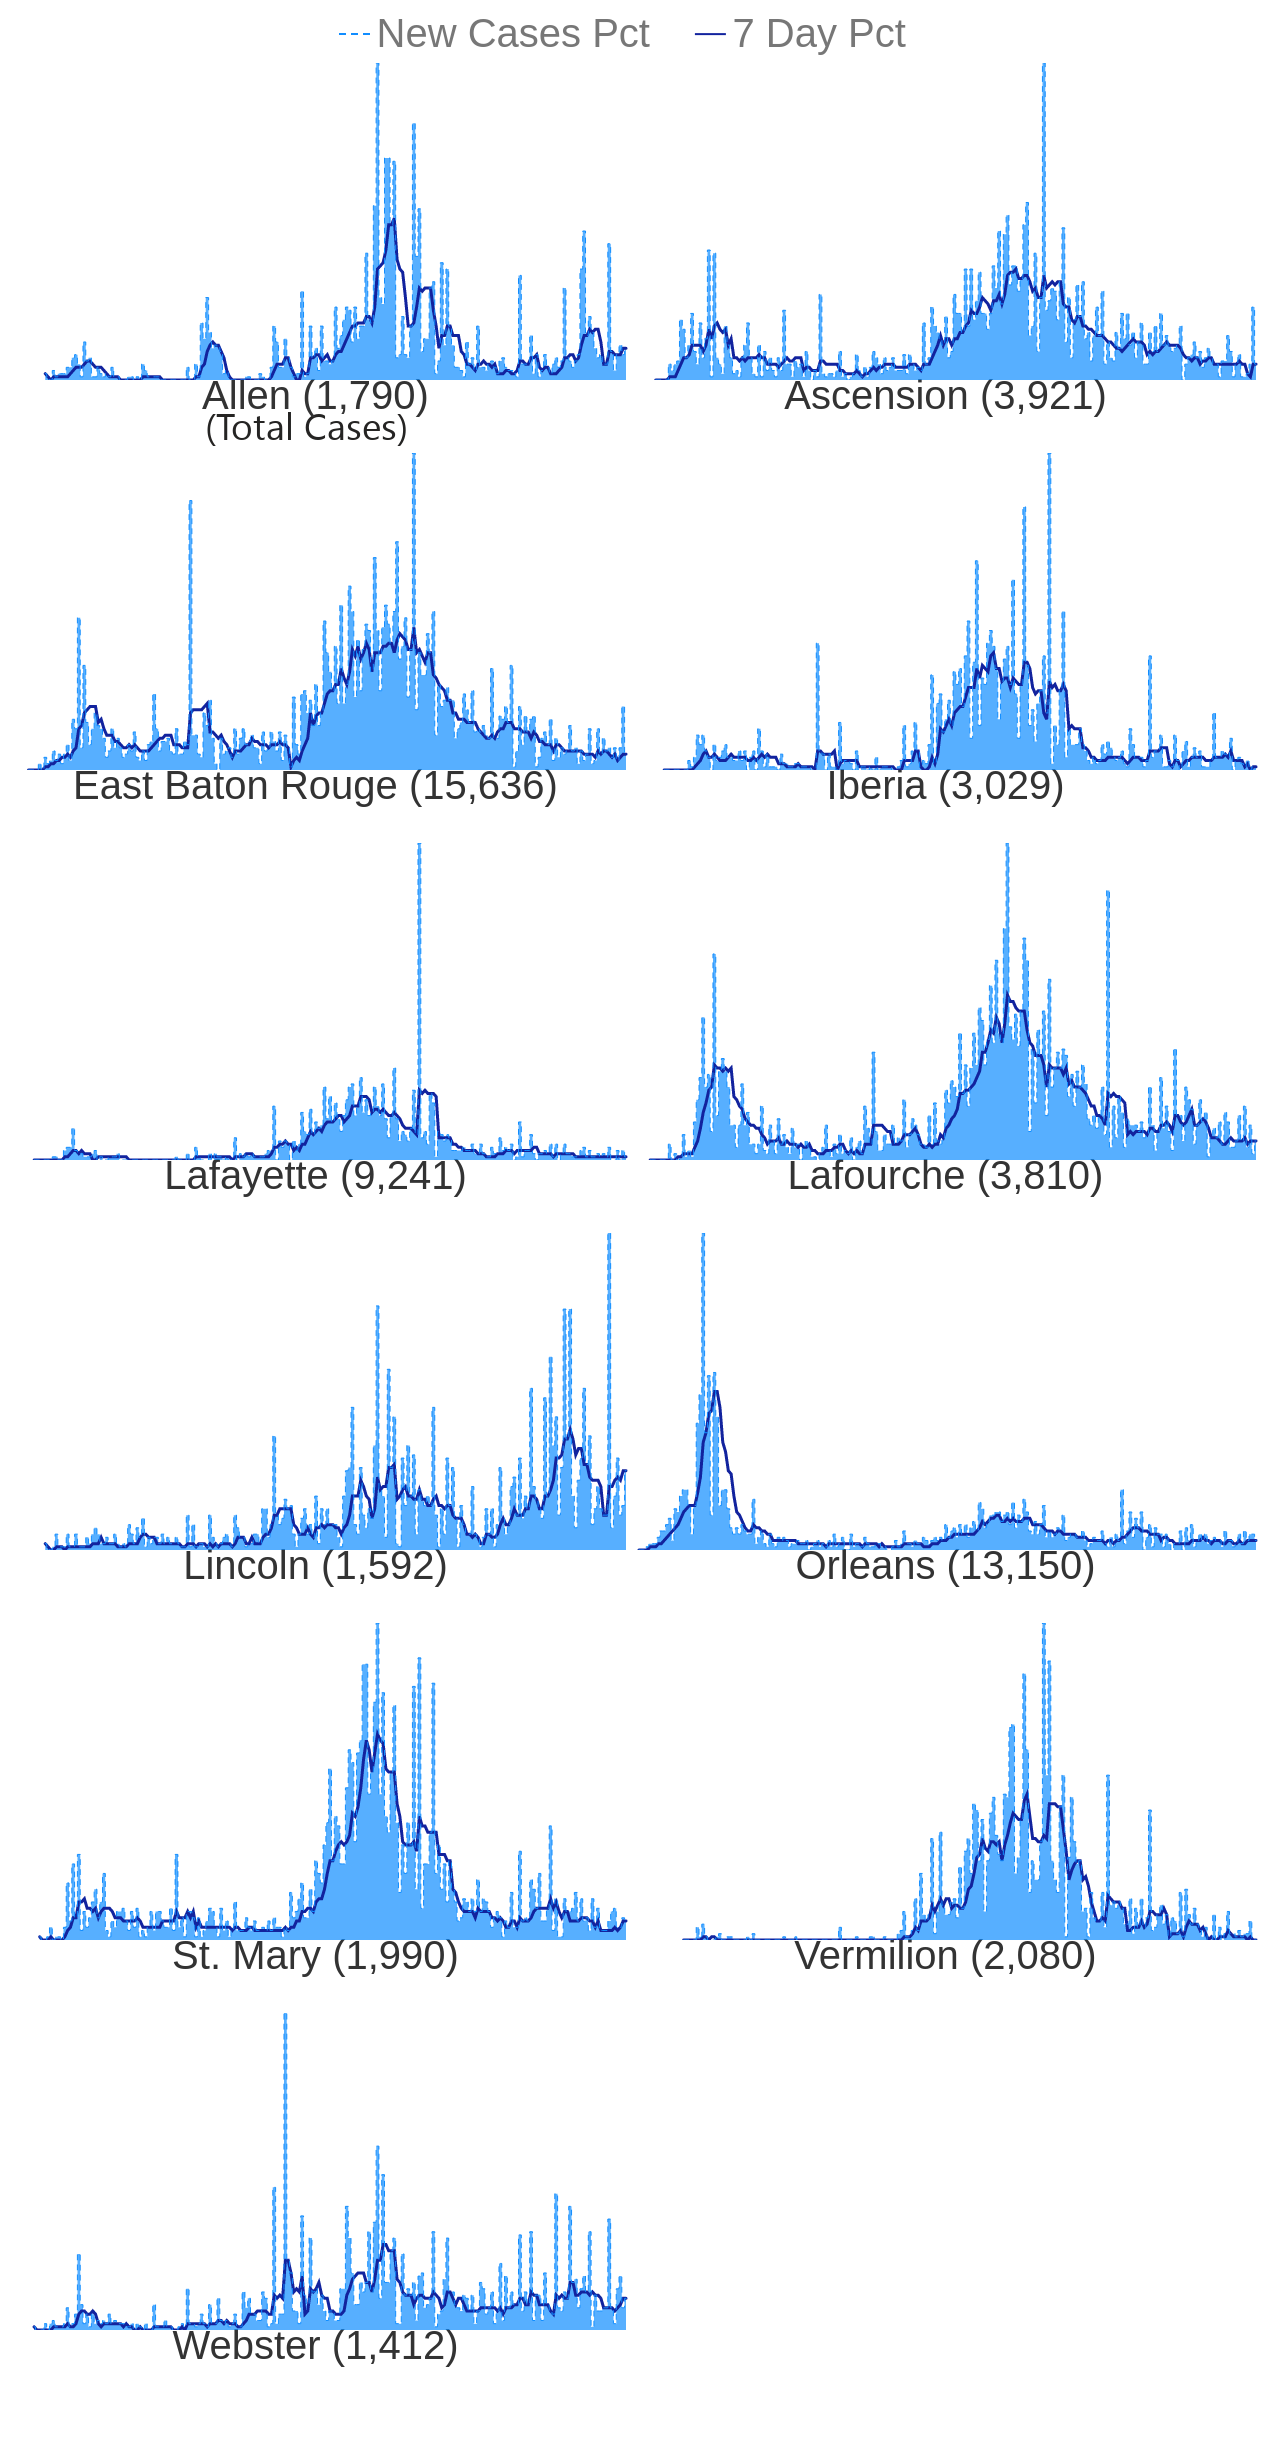 New Cases Pct 7 Day Pct
Allen (1,790) Ascension (3,921)
(Total Cases)
East Baton Rouge (15,636) Iberia (3,029)
Lafayette (9,241) Lafourche (3,810)
Lincoln (1,592) Orleans (13,150)
St. Mary (1,990) Vermilion (2,080)
Webster (1,412)